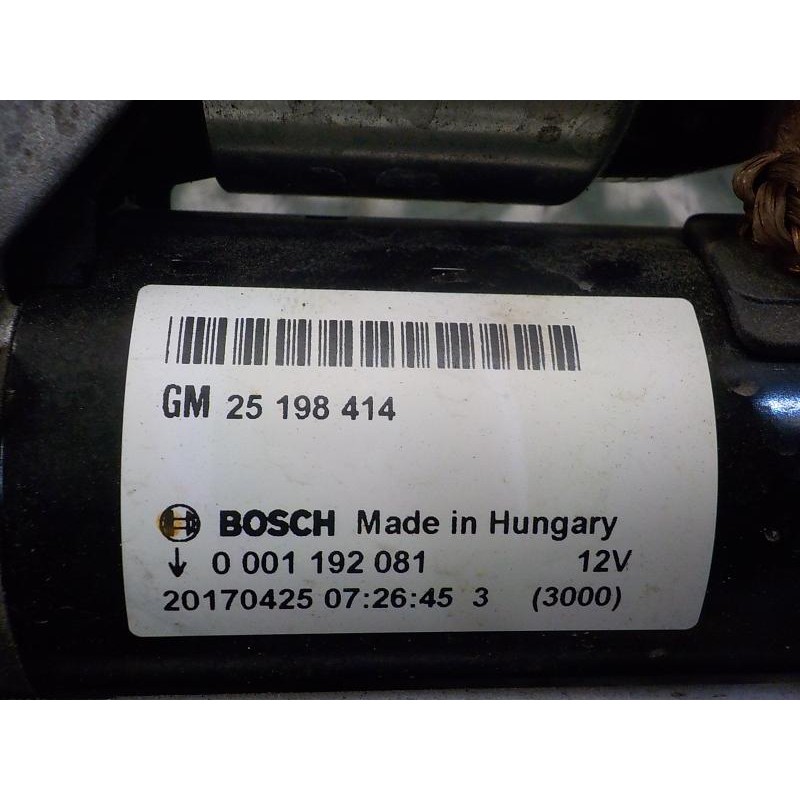 GM 25 198 414
BOSCH Made in Hungary
↓ 0 001 192 081 12V
20170425 07:26:45 3 (3000)